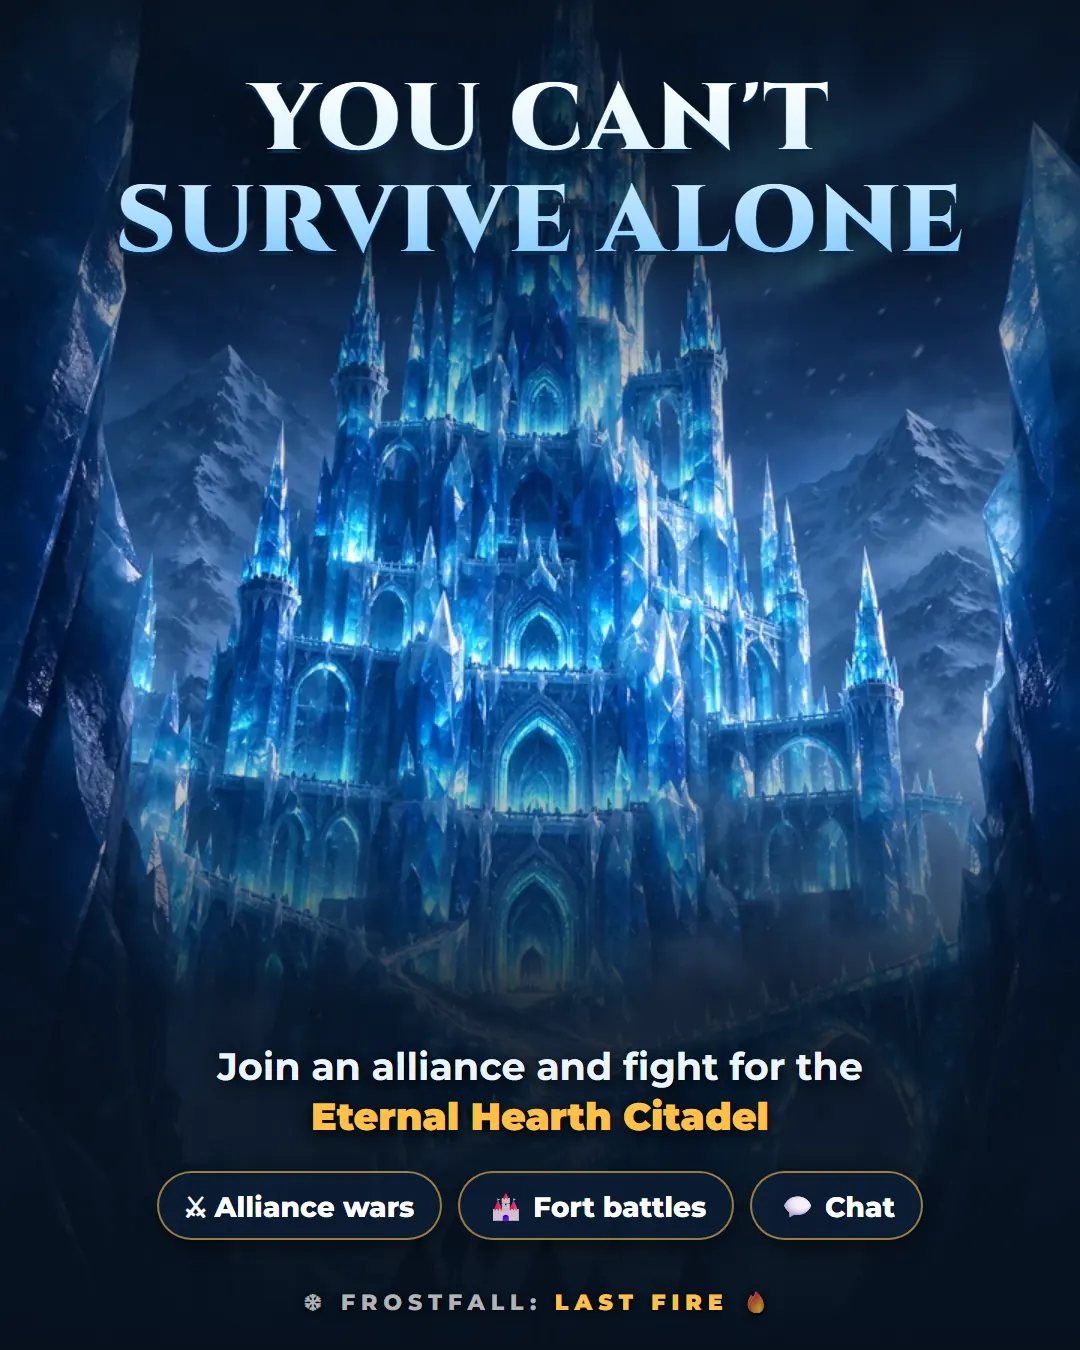 YOU CAN'T
SURVIVE ALONE
Join an alliance and fight for the
Eternal Hearth Citadel
⚔ Alliance wars
🏰 Fort battles
💬 Chat
❄ FROSTFALL: LAST FIRE 🔥